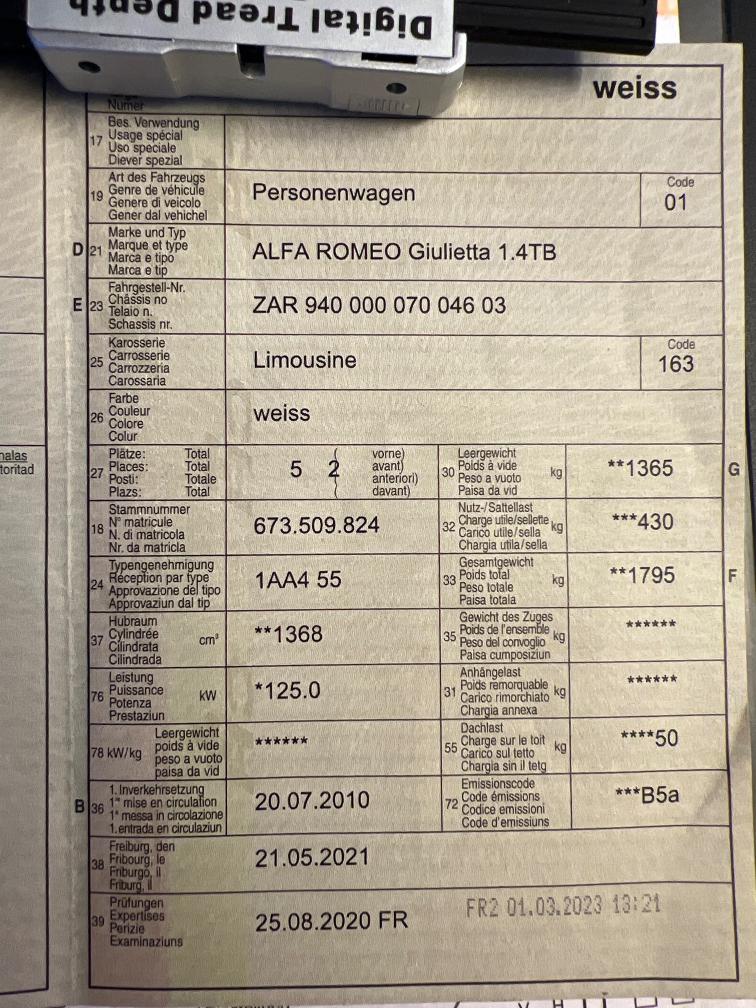 Digital Tread Depth
Numer
weiss
17
Bes. Verwendung
Usage spécial
Uso speciale
Diever spezial
19
Art des Fahrzeugs
Genre de véhicule
Genere di veicolo
Gener dal vehichel
Personenwagen
Code
01
D 21
Marke und Typ
Marque et type
Marca e tipo
Marca e tip
ALFA ROMEO Giulietta 1.4TB
E 23
Fahrgestell-Nr.
Châssis no
Telaio n.
Schassis nr.
ZAR 940 000 070 046 03
25
Karosserie
Carrosserie
Carrozzeria
Carossaria
Limousine
Code
163
26
Farbe
Couleur
Colore
Colur
weiss
nalas
toritad
27
Plätze: Total
Places: Total
Posti: Totale
Plazs: Total
5 2
vorne)
avant)
anteriori)
davant)
30
Leergewicht
Poids à vide
Peso a vuoto
Paisa da vid
kg
**1365
G
18
Stammnummer
N° matricule
N. di matricola
Nr. da matricla
673.509.824
32
Nutz-/Sattellast
Charge utile/sellette
Carico utile/sella
Chargia utila/sella
kg
***430
24
Typengenehmigung
Réception par type
Approvazione del tipo
Approvaziun dal tip
1AA4 55
33
Gesamtgewicht
Poids total
Peso totale
Paisa totala
kg
**1795
F
37
Hubraum
Cylindrée
Cilindrata
Cilindrada
cm³
**1368
35
Gewicht des Zuges
Poids de l'ensemble
Peso del convoglio
Paisa cumposiziun
kg
******
76
Leistung
Puissance
Potenza
Prestaziun
kW
*125.0
31
Anhängelast
Poids remorquable
Carico rimorchiato
Chargia annexa
kg
******
78 kW/kg
Leergewicht
poids à vide
peso a vuoto
paisa da vid
******
55
Dachlast
Charge sur le toit
Carico sul tetto
Chargia sin il tetg
kg
****50
B 36
1. Inverkehrsetzung
1re mise en circulation
1a messa in circolazione
1. entrada en circulaziun
20.07.2010
72
Emissionscode
Code émissions
Codice emissioni
Code d'emissiuns
***B5a
38
Freiburg, den
Fribourg, le
Friburgo, il
Friburg, il
21.05.2021
39
Prüfungen
Expertises
Perizie
Examinaziuns
25.08.2020 FR
FR2 01.03.2023 13:21